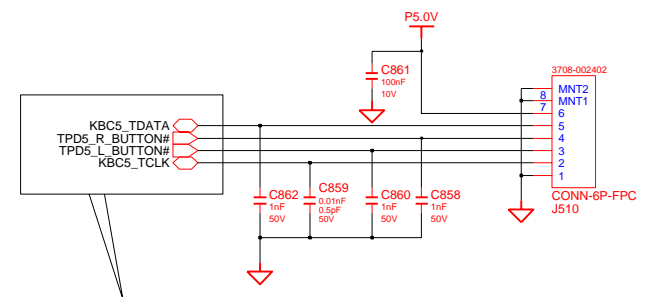 P5.0V
C861
100nF
10V
3708-002402
MNT2
8
MNT1
7
6
KBC5_TDATA
5
TPD5_R_BUTTON#
4
TPD5_L_BUTTON#
3
KBC5_TCLK
2
1
C862
1nF
50V
C859
0.01nF
0.5pF
50V
C860
1nF
50V
C858
1nF
50V
CONN-6P-FPC
J510